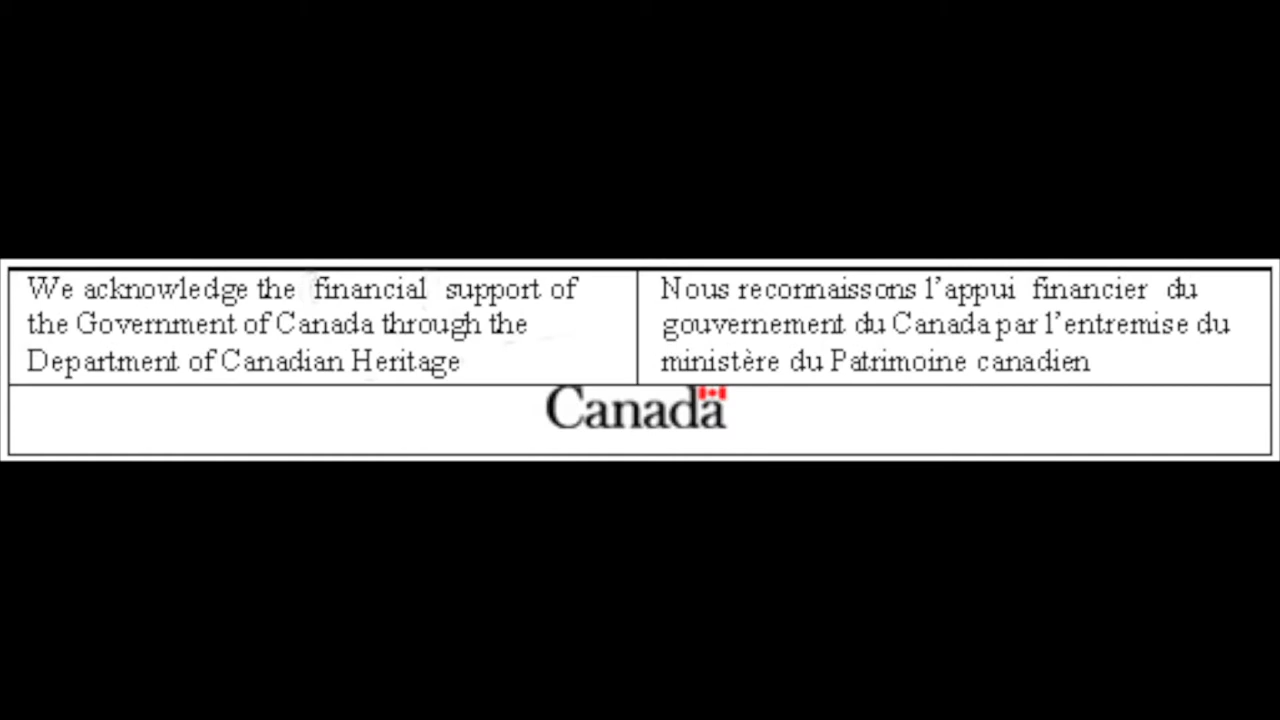 We acknowledge the financial support of
the Government of Canada through the
Department of Canadian Heritage
Nous reconnaissons l’appui financier du
gouvernement du Canada par l’entremise du
ministère du Patrimoine canadien
Canada